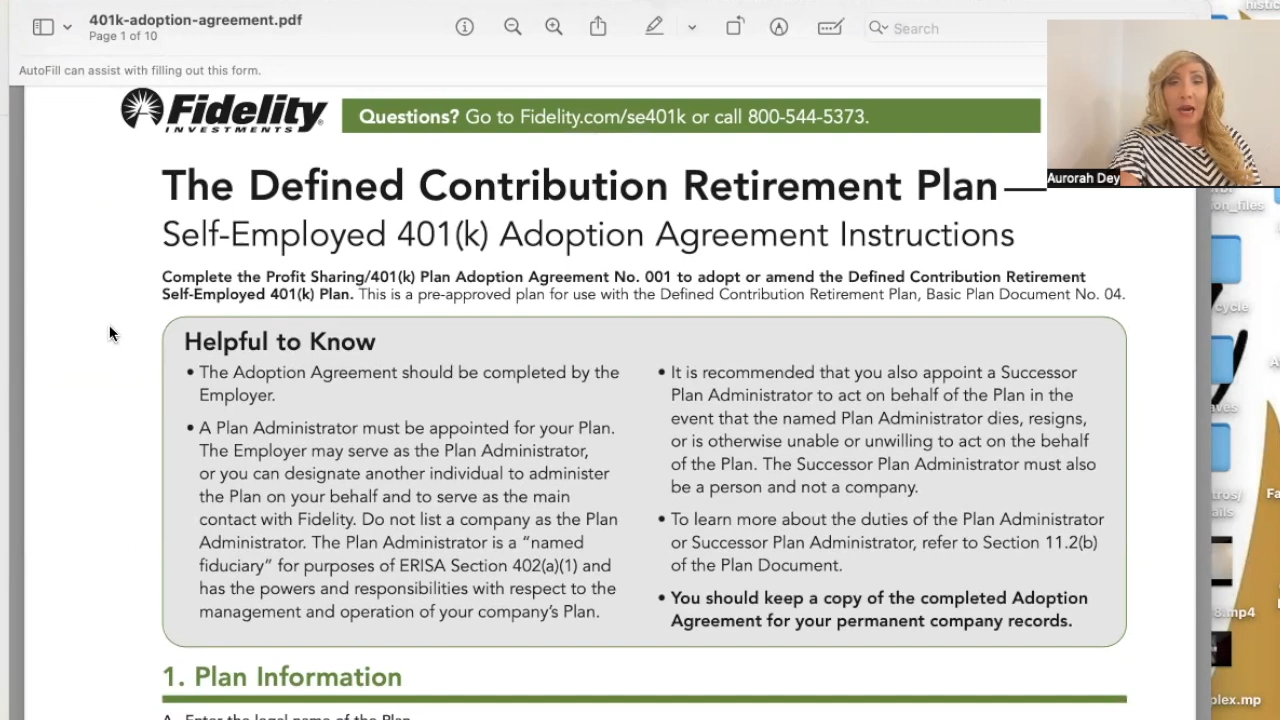 401k-adoption-agreement.pdf
Page 1 of 10
Search
AutoFill can assist with filling out this form.
Fidelity
INVESTMENTS
Questions? Go to Fidelity.com/se401k or call 800-544-5373.
Aurorah Dey
The Defined Contribution Retirement Plan—
Self-Employed 401(k) Adoption Agreement Instructions
Complete the Profit Sharing/401(k) Plan Adoption Agreement No. 001 to adopt or amend the Defined Contribution Retirement
Self-Employed 401(k) Plan. This is a pre-approved plan for use with the Defined Contribution Retirement Plan, Basic Plan Document No. 04.
Helpful to Know
• The Adoption Agreement should be completed by the
Employer.
• A Plan Administrator must be appointed for your Plan.
The Employer may serve as the Plan Administrator,
or you can designate another individual to administer
the Plan on your behalf and to serve as the main
contact with Fidelity. Do not list a company as the Plan
Administrator. The Plan Administrator is a “named
fiduciary” for purposes of ERISA Section 402(a)(1) and
has the powers and responsibilities with respect to the
management and operation of your company’s Plan.
• It is recommended that you also appoint a Successor
Plan Administrator to act on behalf of the Plan in the
event that the named Plan Administrator dies, resigns,
or is otherwise unable or unwilling to act on the behalf
of the Plan. The Successor Plan Administrator must also
be a person and not a company.
• To learn more about the duties of the Plan Administrator
or Successor Plan Administrator, refer to Section 11.2(b)
of the Plan Document.
• You should keep a copy of the completed Adoption
Agreement for your permanent company records.
1. Plan Information
A. Enter the legal name of the Plan.
on_files
cycle